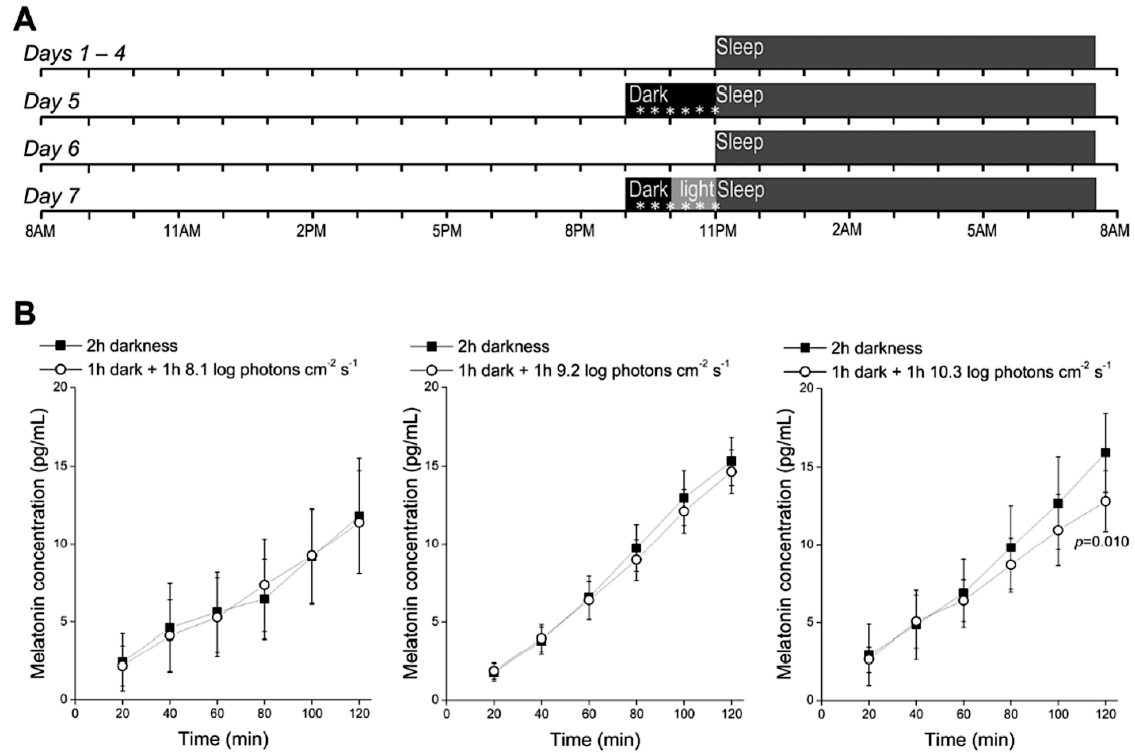 A
Days 1 – 4
Sleep
Day 5
Dark
* * * * * *
Sleep
Day 6
Sleep
Day 7
Dark
light
* * * * * *
Sleep
8AM 11AM 2PM 5PM 8PM 11PM 2AM 5AM 8AM
B
2h darkness
1h dark + 1h 8.1 log photons cm⁻² s⁻¹
Melatonin concentration (pg/mL)
20
15
10
5
0
0 20 40 60 80 100 120
Time (min)
2h darkness
1h dark + 1h 9.2 log photons cm⁻² s⁻¹
Melatonin concentration (pg/mL)
20
15
10
5
0
0 20 40 60 80 100 120
Time (min)
2h darkness
1h dark + 1h 10.3 log photons cm⁻² s⁻¹
Melatonin concentration (pg/mL)
20
15
10
5
0
p=0.010
0 20 40 60 80 100 120
Time (min)